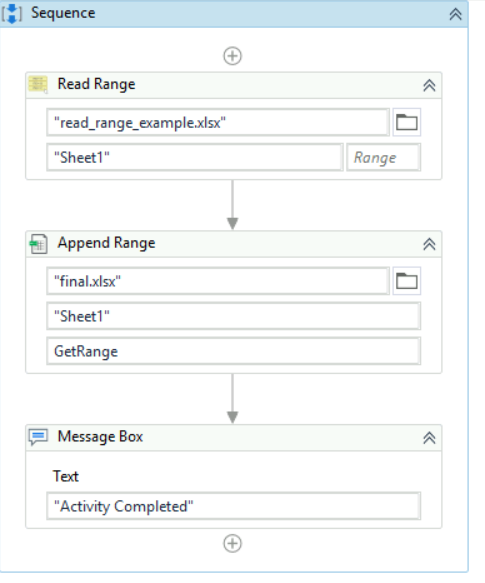 Sequence
Read Range
"read_range_example.xlsx"
"Sheet1" Range
Append Range
"final.xlsx"
"Sheet1"
GetRange
Message Box
Text
"Activity Completed"